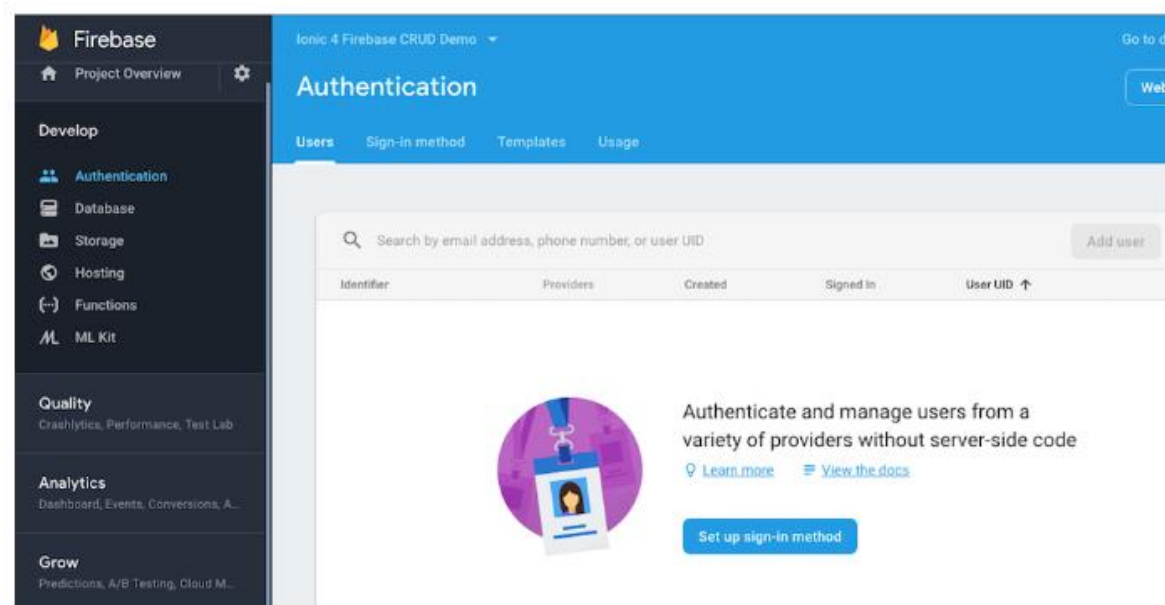 Firebase
Project Overview
Develop
Authentication
Database
Storage
Hosting
Functions
ML Kit
Quality
Crashlytics, Performance, Test Lab
Analytics
Dashboard, Events, Conversions, A...
Grow
Predictions, A/B Testing, Cloud M...
Ionic 4 Firebase CRUD Demo
Go to d
Authentication
Web
Users Sign-in method Templates Usage
Search by email address, phone number, or user UID
Add user
Identifier Providers Created Signed In User UID ↑
Authenticate and manage users from a
variety of providers without server-side code
Learn more View the docs
Set up sign-in method